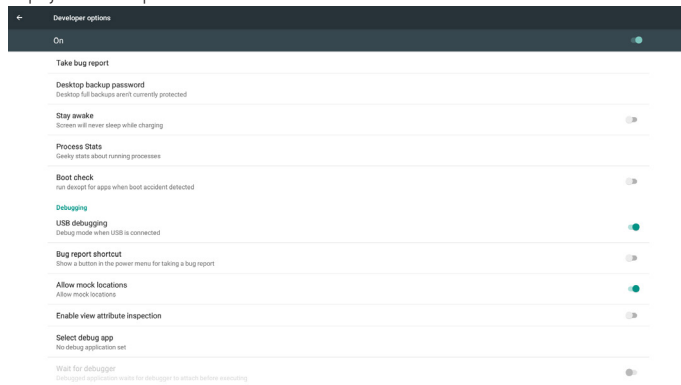 Developer options
On
Take bug report
Desktop backup password
Desktop full backups aren't currently protected
Stay awake
Screen will never sleep while charging
Process Stats
Geeky stats about running processes
Boot check
run dexopt for apps when boot accident detected
Debugging
USB debugging
Debug mode when USB is connected
Bug report shortcut
Show a button in the power menu for taking a bug report
Allow mock locations
Allow mock locations
Enable view attribute inspection
Select debug app
No debug application set
Wait for debugger
Debugged application waits for debugger to attach before executing